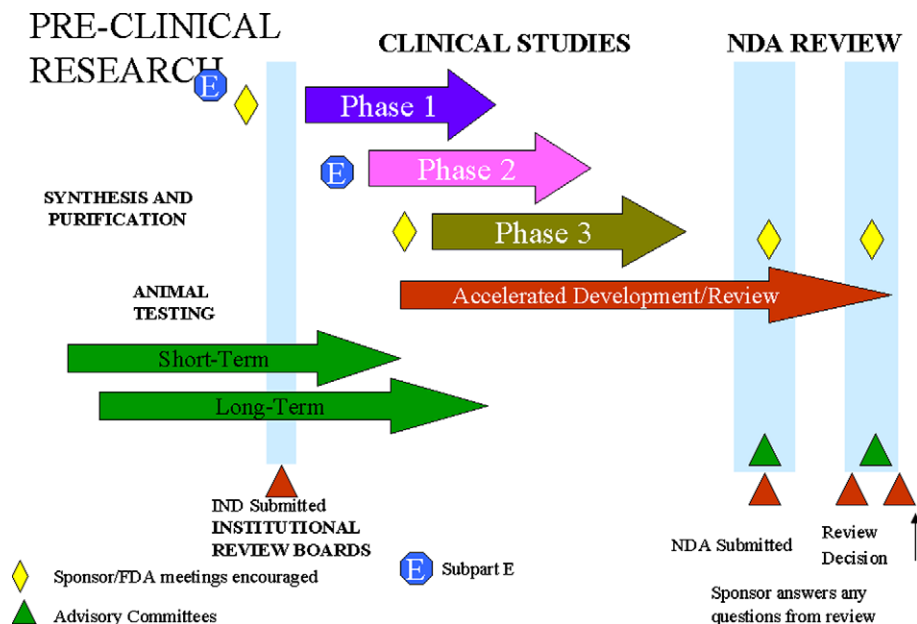 PRE-CLINICAL
RESEARCH
CLINICAL STUDIES
NDA REVIEW
E
Phase 1
E
Phase 2
SYNTHESIS AND
PURIFICATION
Phase 3
Accelerated Development/Review
ANIMAL
TESTING
Short-Term
Long-Term
IND Submitted
INSTITUTIONAL
REVIEW BOARDS
NDA Submitted
Review
Decision
Sponsor/FDA meetings encouraged
E
Subpart E
Advisory Committees
Sponsor answers any
questions from review